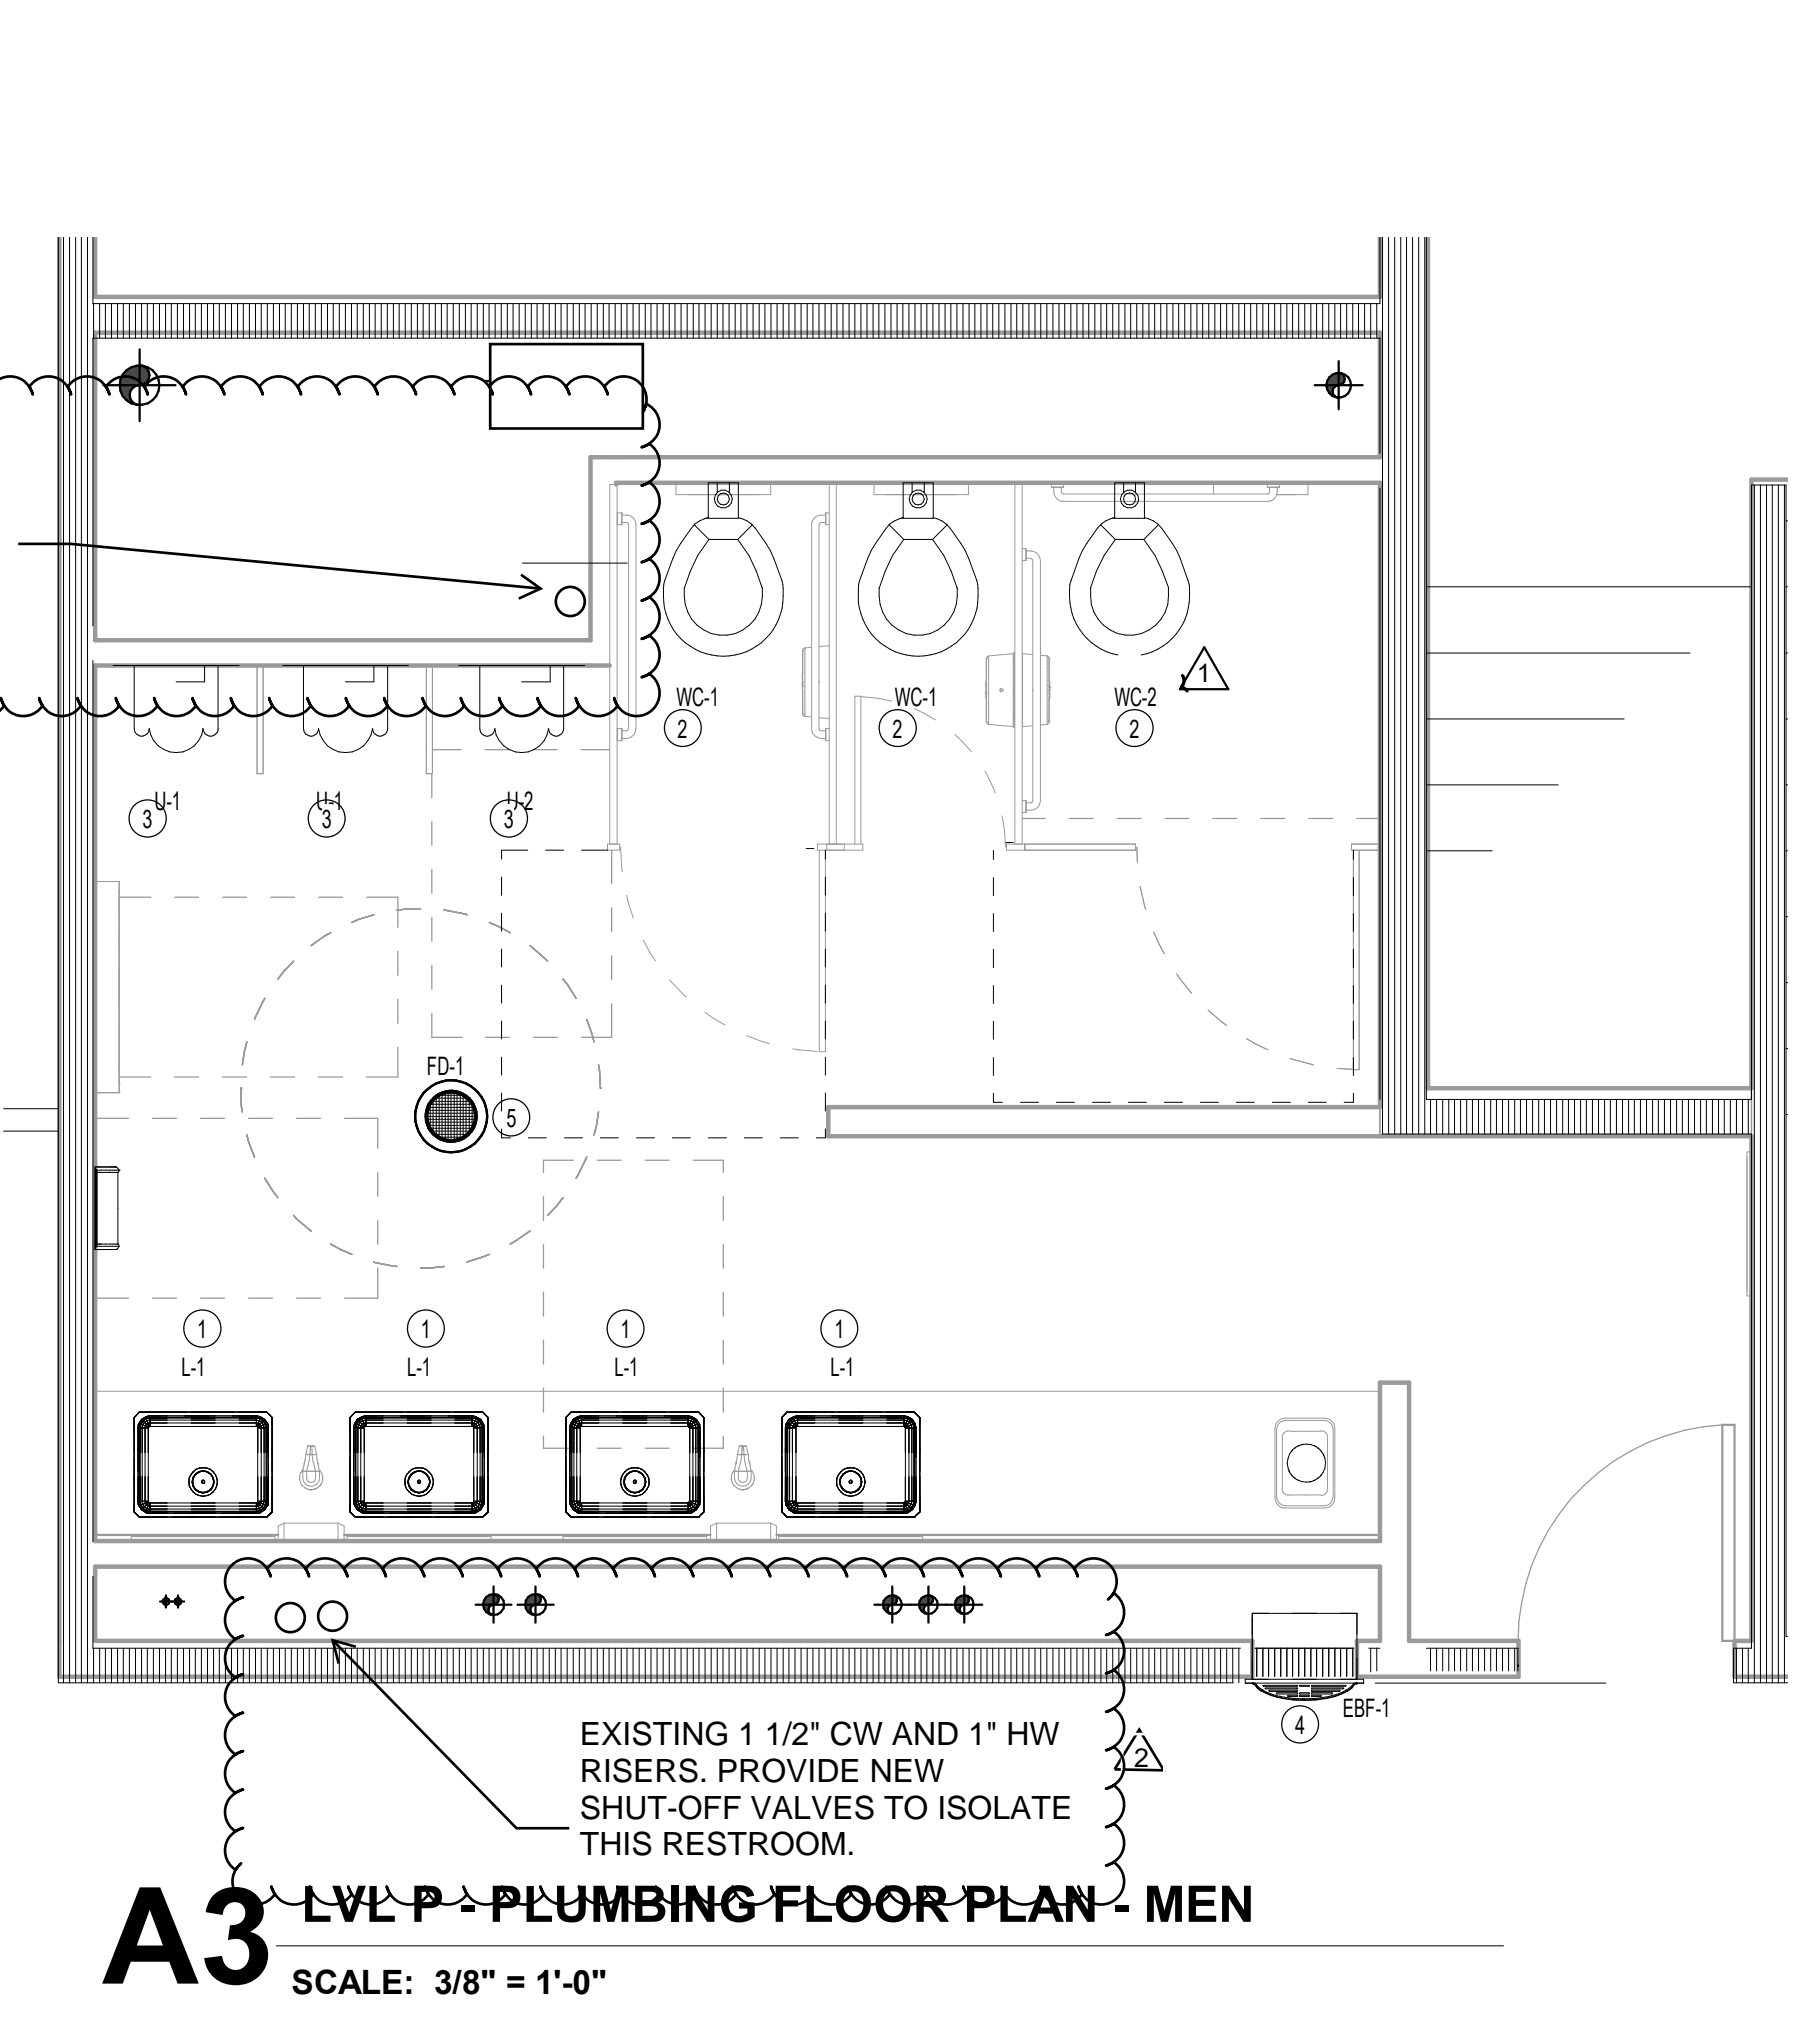 1
WC-1
WC-1
WC-2
2
2
2
U-1
U-1
U-2
3
3
3
FD-1
5
1
1
1
1
L-1
L-1
L-1
L-1
EBF-1
4
EXISTING 1 1/2" CW AND 1" HW
RISERS. PROVIDE NEW
SHUT-OFF VALVES TO ISOLATE
THIS RESTROOM.
2
A3
LVL P - PLUMBING FLOOR PLAN - MEN
SCALE: 3/8" = 1'-0"